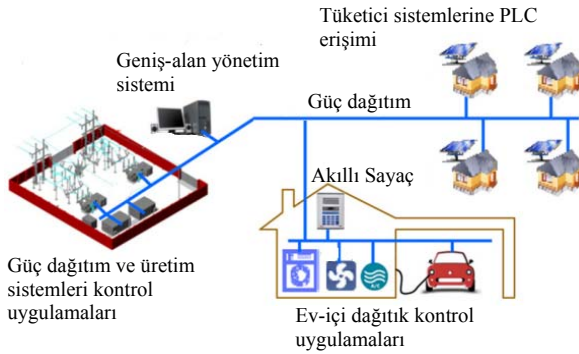 Tüketici sistemlerine PLC
erişimi
Geniş-alan yönetim
sistemi
Güç dağıtım
Akıllı Sayaç
Güç dağıtım ve üretim
sistemleri kontrol
uygulamaları
Ev-içi dağıtık kontrol
uygulamaları